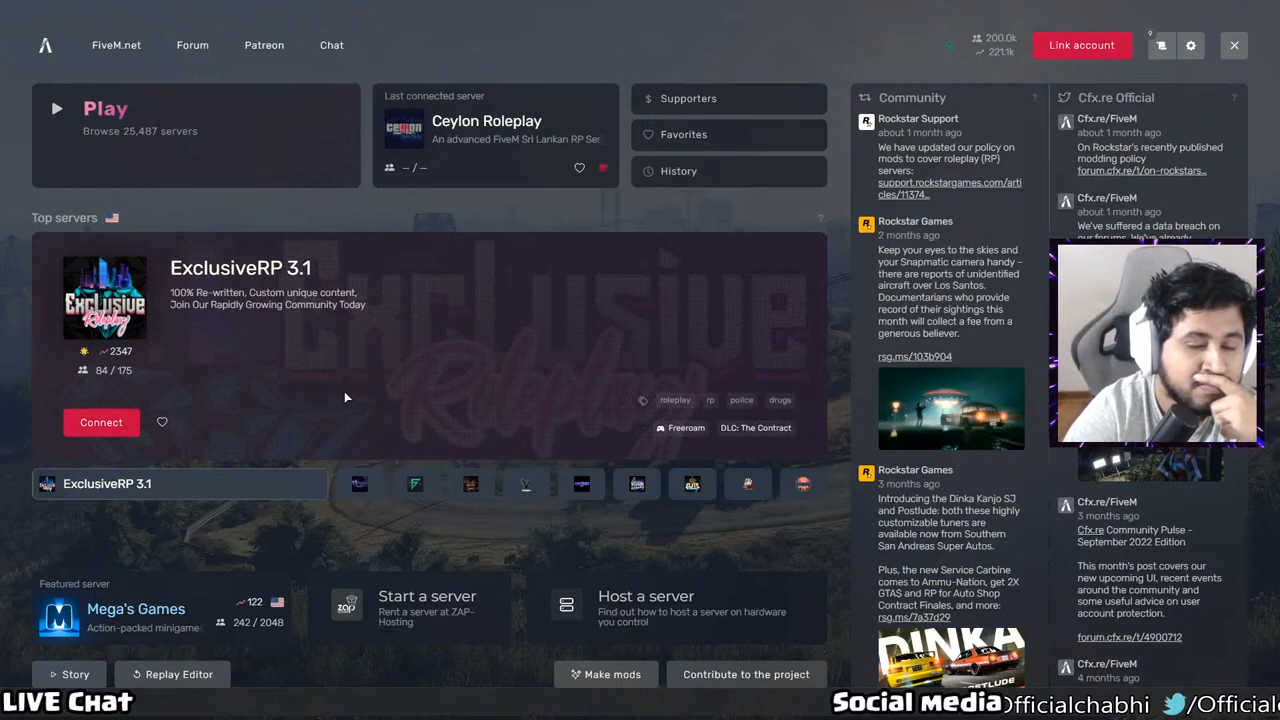 FiveM.net
Forum
Patreon
Chat
200.0k
221.1k
Link account
9
Play
Browse 25,487 servers
Last connected server
Ceylon Roleplay
An advanced FiveM Sri Lankan RP Ser
– / –
$ Supporters
Favorites
History
Top servers
?
ExclusiveRP 3.1
100% Re-written, Custom unique content,
Join Our Rapidly Growing Community Today
EXCLUSIVE
Roleplay
2347
84 / 175
Connect
roleplay
rp
police
drugs
Freeroam
DLC: The Contract
ExclusiveRP 3.1
Featured server
Mega's Games
Action-packed minigame
122
242 / 2048
ZAP
Start a server
Rent a server at ZAP-
Hosting
Host a server
Find out how to host a server on hardware
you control
Story
Replay Editor
Make mods
Contribute to the project
Community
?
Rockstar Support
about 1 month ago
We have updated our policy on
mods to cover roleplay (RP)
servers:
support.rockstargames.com/arti
cles/11374…
Rockstar Games
2 months ago
Keep your eyes to the skies and
your Snapmatic camera handy –
there are reports of unidentified
aircraft over Los Santos.
Documentarians who provide
record of their sightings this
month will collect a fee from a
generous believer.
rsg.ms/103b904
Rockstar Games
3 months ago
Introducing the Dinka Kanjo SJ
and Postlude: both these highly
customizable tuners are
available now from Southern
San Andreas Super Autos.
Plus, the new Service Carbine
comes to Ammu-Nation, get 2X
GTA$ and RP for Auto Shop
Contract Finales, and more:
rsg.ms/7a37d29
DINKA
POSTLUDE
Cfx.re Official
?
Cfx.re/FiveM
about 1 month ago
On Rockstar's recently published
modding policy
forum.cfx.re/t/on-rockstars…
Cfx.re/FiveM
about 1 month ago
We've suffered a data breach on
our forums. We've already
Cfx.re/FiveM
3 months ago
Cfx.re Community Pulse –
September 2022 Edition
This month's post covers our
new upcoming UI, recent events
around the community and
some useful advice on user
account protection.
forum.cfx.re/t/4900712
Cfx.re/FiveM
4 months ago
LIVE Chat
Social Media
Officialchabhi
/Official